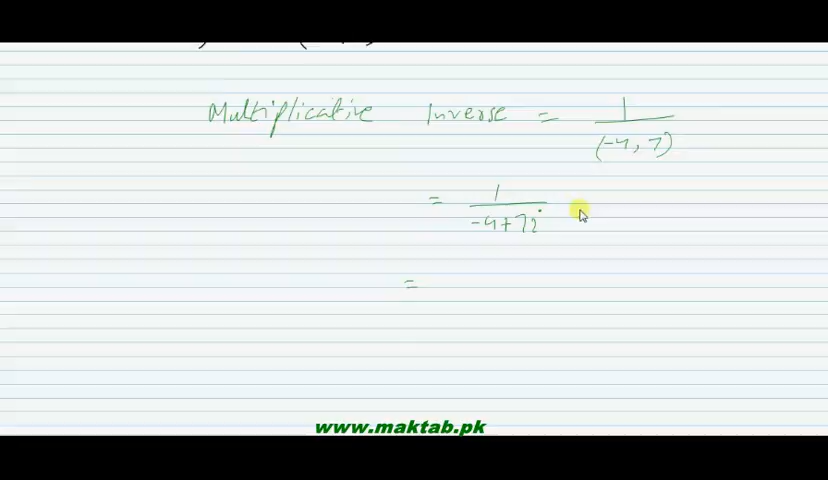 Multiplicative Inverse = 1/(-4, 7)
= 1/(-4+7i)
=
www.maktab.pk